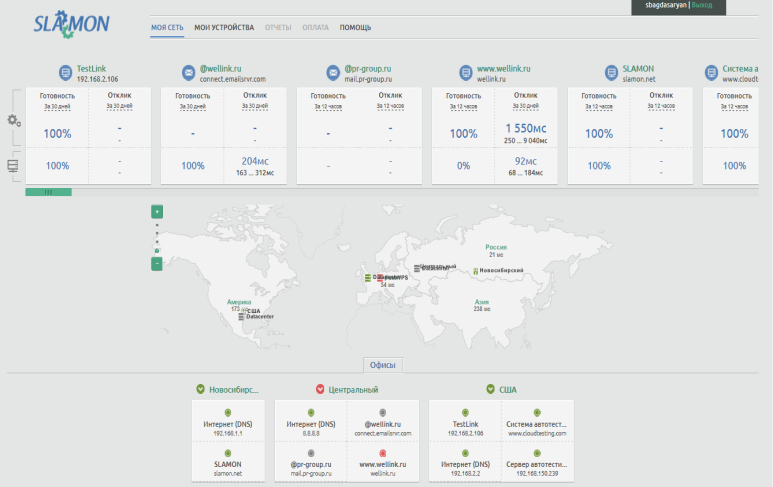 sbagdasaryan | Выход
SLAMON
МОЯ СЕТЬ МОИ УСТРОЙСТВА ОТЧЕТЫ ОПЛАТА ПОМОЩЬ
TestLink
192.168.2.106
@wellink.ru
connect.emailsrvr.com
@pr-group.ru
mail.pr-group.ru
www.wellink.ru
wellink.ru
SLAMON
slamon.net
Система а
www.cloudt
Готовность Отклик Готовность Отклик Готовность Отклик Готовность Отклик Готовность Отклик Готовность
За 30 дней За 30 дней За 30 дней За 30 дней За 12 часов За 12 часов За 12 часов За 12 часов За 12 часов За 12 часов За 12 часов
100% - - - - - 100% 1 550мс 100% - 100%
- - - 250 ... 9 040мс -
100% - 100% 204мс - - 0% 92мс 100% - 100%
- 163 ... 312мс - 68 ... 184мс -
+
Россия
21 мс
Центральный
Datacenter
Новосибирский
34 мс
Америка
173
США
Datacenter
Азия
238 мс
-
Офисы
Новосибирс...
Интернет (DNS)
192.168.1.1
SLAMON
slamon.net
Центральный
Интернет (DNS) @wellink.ru
8.8.8.8 connect.emailsrvr.com
@pr-group.ru www.wellink.ru
mail.pr-group.ru wellink.ru
США
TestLink Система автотест...
192.168.2.106 www.cloudtesting.com
Интернет (DNS) Сервер автотести...
192.168.2.2 192.168.150.239